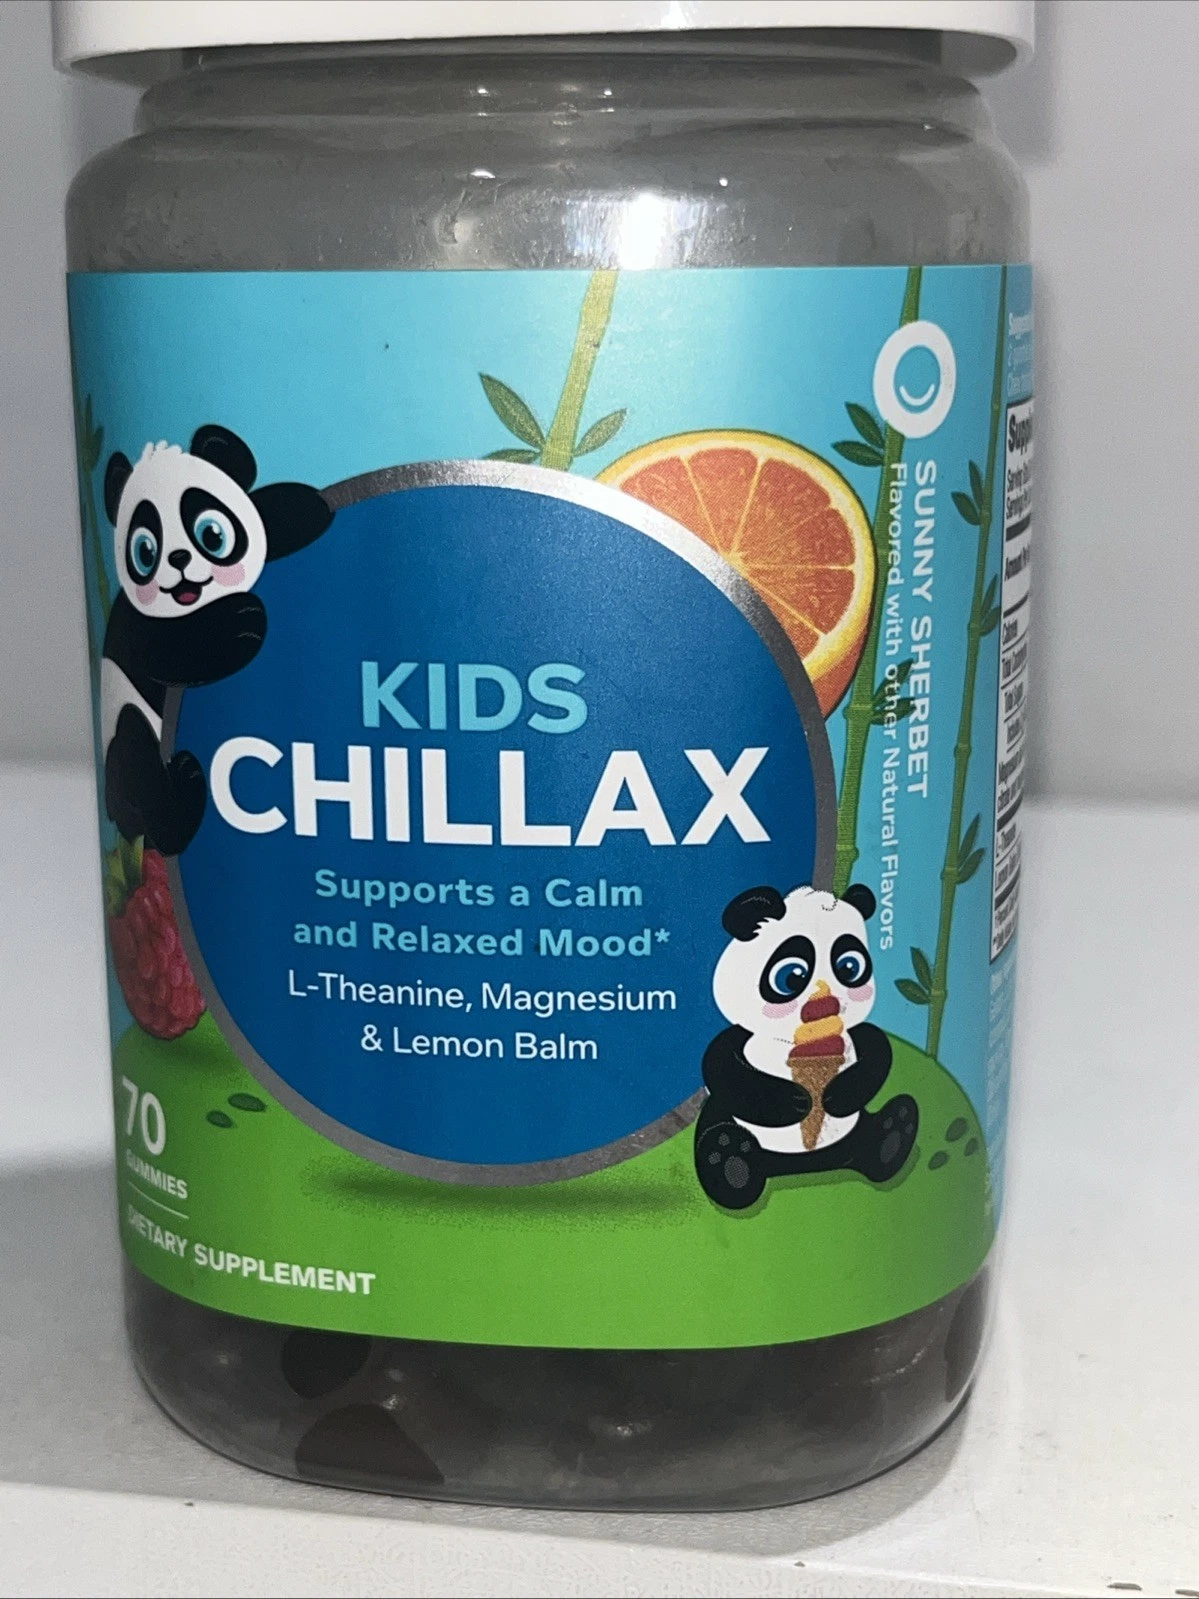 KIDS
CHILLAX
Supports a Calm
and Relaxed Mood*
L-Theanine, Magnesium
& Lemon Balm
70
GUMMIES
DIETARY SUPPLEMENT
SUNNY SHERBET
Flavored with other Natural Flavors